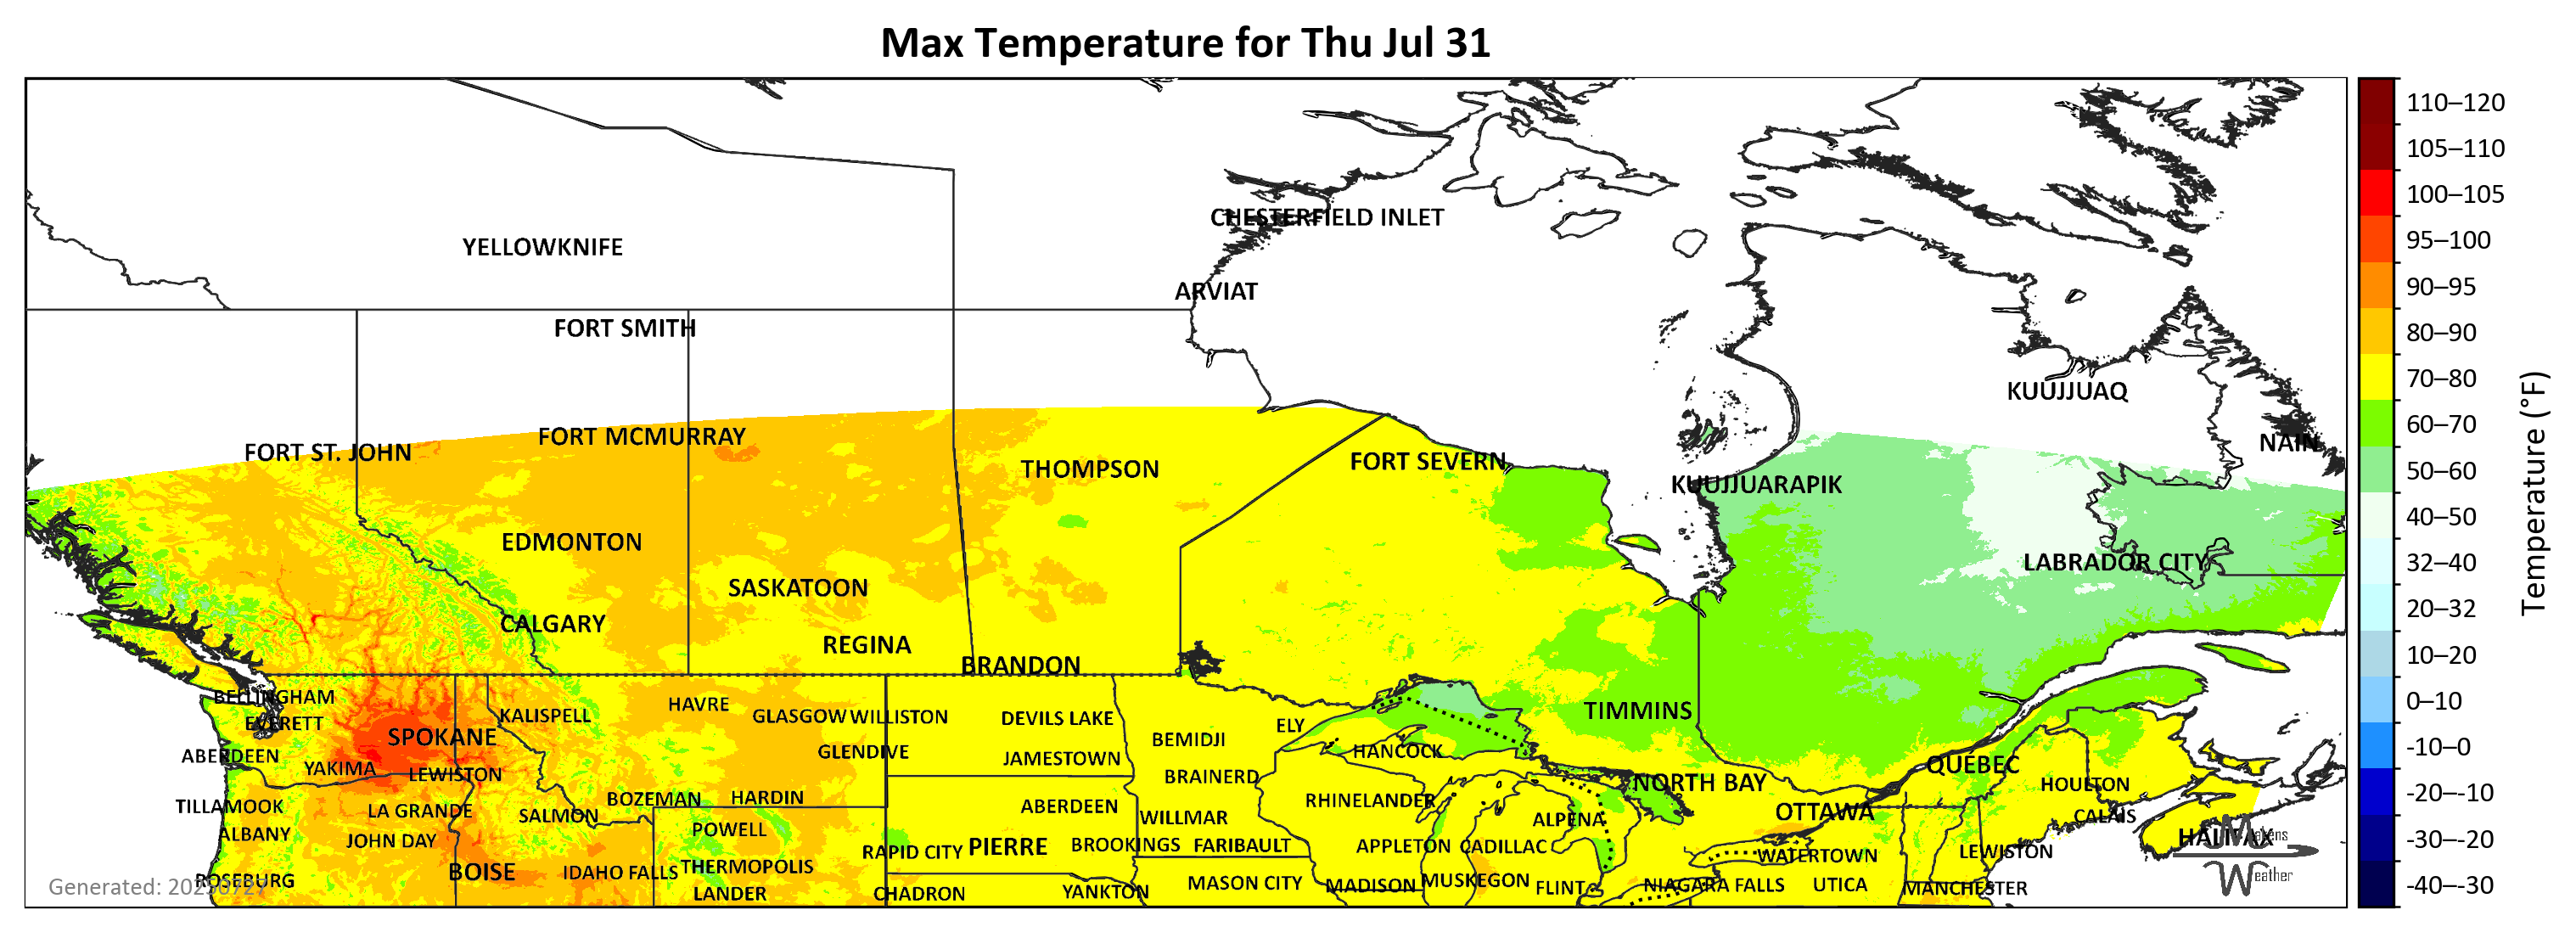 Max Temperature for Thu Jul 31
110–120
105–110
100–105
95–100
90–95
80–90
70–80
60–70
50–60
40–50
32–40
20–32
10–20
0–10
-10–0
-20–-10
-30–-20
-40–-30
Temperature (°F)
CHESTERFIELD INLET
YELLOWKNIFE
ARVIAT
FORT SMITH
KUUJJUAQ
NAIN
FORT MCMURRAY
FORT ST. JOHN
THOMPSON
FORT SEVERN
KUUJJUARAPIK
EDMONTON
LABRADOR CITY
SASKATOON
CALGARY
REGINA
BRANDON
BELLINGHAM
HAVRE
KALISPELL
GLASGOW
WILLISTON
DEVILS LAKE
TIMMINS
EVERETT
ELY
SPOKANE
BEMIDJI
GLENDIVE
HANCOCK
ABERDEEN
JAMESTOWN
QUÉBEC
YAKIMA
LEWISTON
BRAINERD
NORTH BAY
HOULTON
BOZEMAN
HARDIN
RHINELANDER
TILLAMOOK
LA GRANDE
ABERDEEN
SALMON
WILLMAR
ALPENA
OTTAWA
CALAIS
ALBANY
POWELL
JOHN DAY
HALIFAX
Makens
Weather
RAPID CITY
PIERRE
BROOKINGS
FARIBAULT
APPLETON
CADILLAC
WATERTOWN
LEWISTON
BOISE
IDAHO FALLS
THERMOPOLIS
ROSEBURG
MASON CITY
MADISON
MUSKEGON
FLINT
NIAGARA FALLS
UTICA
MANCHESTER
LANDER
CHADRON
YANKTON
Generated: 20250727